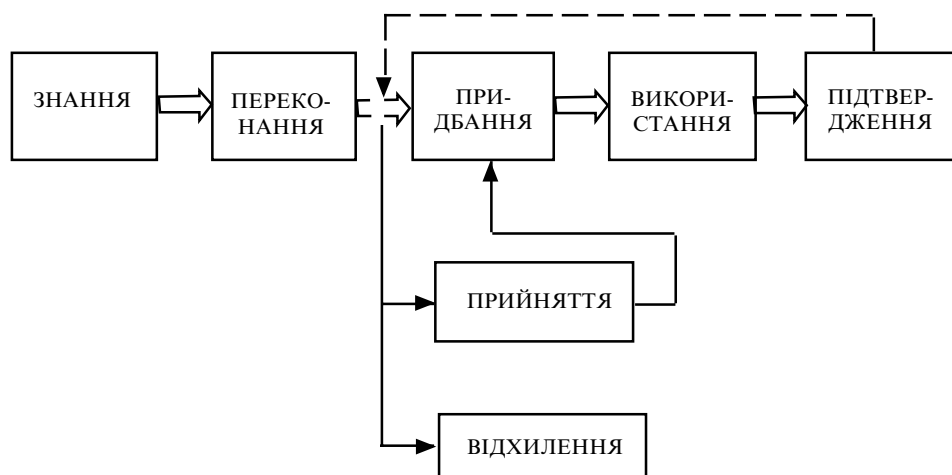 ЗНАННЯ
ПЕРЕКО-
НАННЯ
ПРИ-
ДБАННЯ
ВИКОРИ-
СТАННЯ
ПІДТВЕР-
ДЖЕННЯ
ПРИЙНЯТТЯ
ВІДХИЛЕННЯ